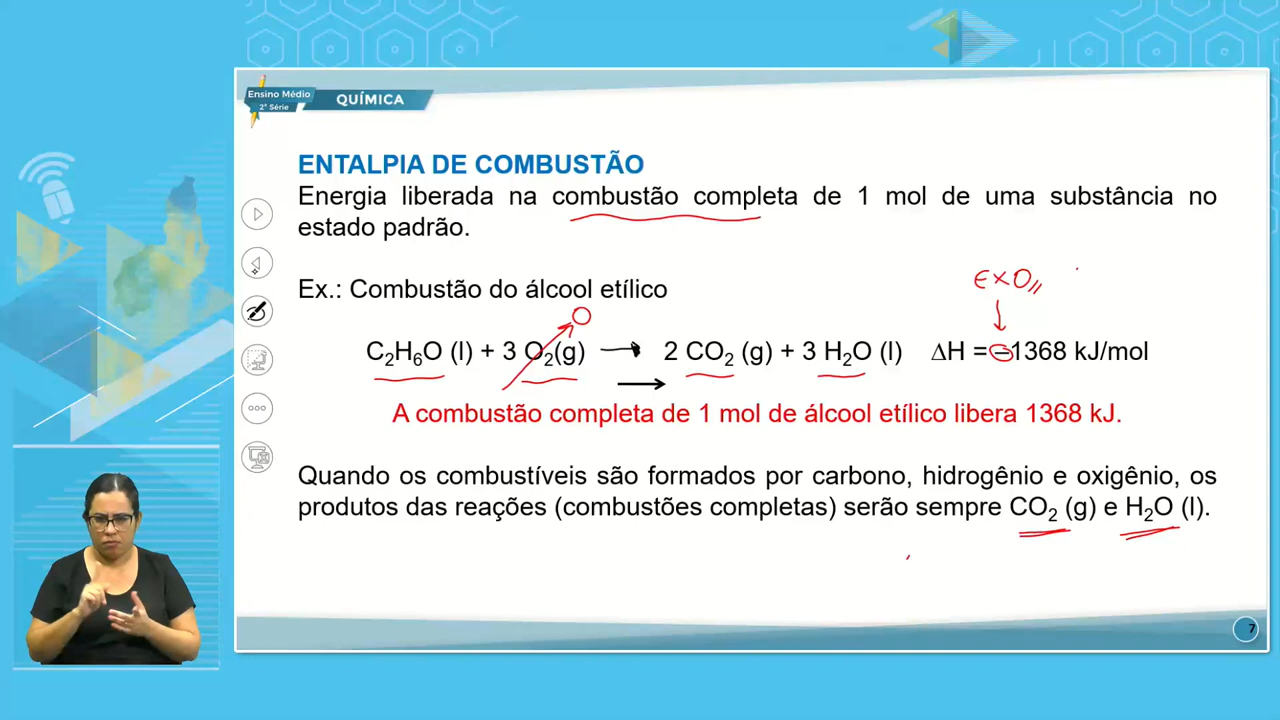 Ensino Médio
2ª Série
QUÍMICA
ENTALPIA DE COMBUSTÃO
Energia liberada na combustão completa de 1 mol de uma substância no
estado padrão.
EXO
Ex.: Combustão do álcool etílico
O
C₂H₆O (l) + 3 O₂(g) → 2 CO₂ (g) + 3 H₂O (l) ΔH = –1368 kJ/mol
A combustão completa de 1 mol de álcool etílico libera 1368 kJ.
Quando os combustíveis são formados por carbono, hidrogênio e oxigênio, os
produtos das reações (combustões completas) serão sempre CO₂ (g) e H₂O (l).
7